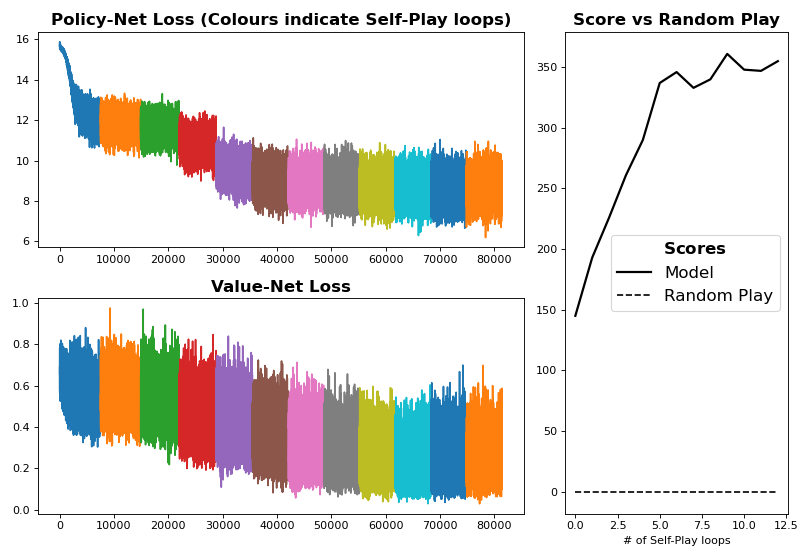 Policy-Net Loss (Colours indicate Self-Play loops)
16
14
12
10
8
6
0 10000 20000 30000 40000 50000 60000 70000 80000
Value-Net Loss
1.0
0.8
0.6
0.4
0.2
0.0
0 10000 20000 30000 40000 50000 60000 70000 80000
Score vs Random Play
350
300
250
200
150
100
50
0
Scores
Model
Random Play
0.0 2.5 5.0 7.5 10.0 12.5
# of Self-Play loops